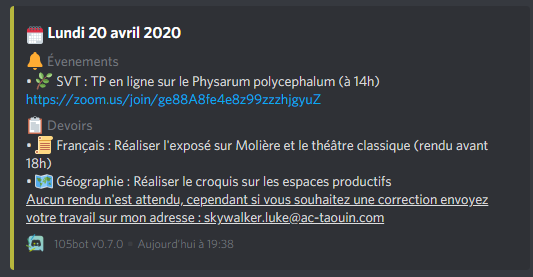 Lundi 20 avril 2020
Évenements
• SVT : TP en ligne sur le Physarum polycephalum (à 14h)
https://zoom.us/join/ge88A8fe4e8z99zzzhjgyuZ
Devoirs
• Français : Réaliser l'exposé sur Molière et le théâtre classique (rendu avant
18h)
• Géographie : Réaliser le croquis sur les espaces productifs
Aucun rendu n'est attendu, cependant si vous souhaitez une correction envoyez
votre travail sur mon adresse : skywalker.luke@ac-taouin.com
105bot v0.7.0 • Aujourd'hui à 19:38